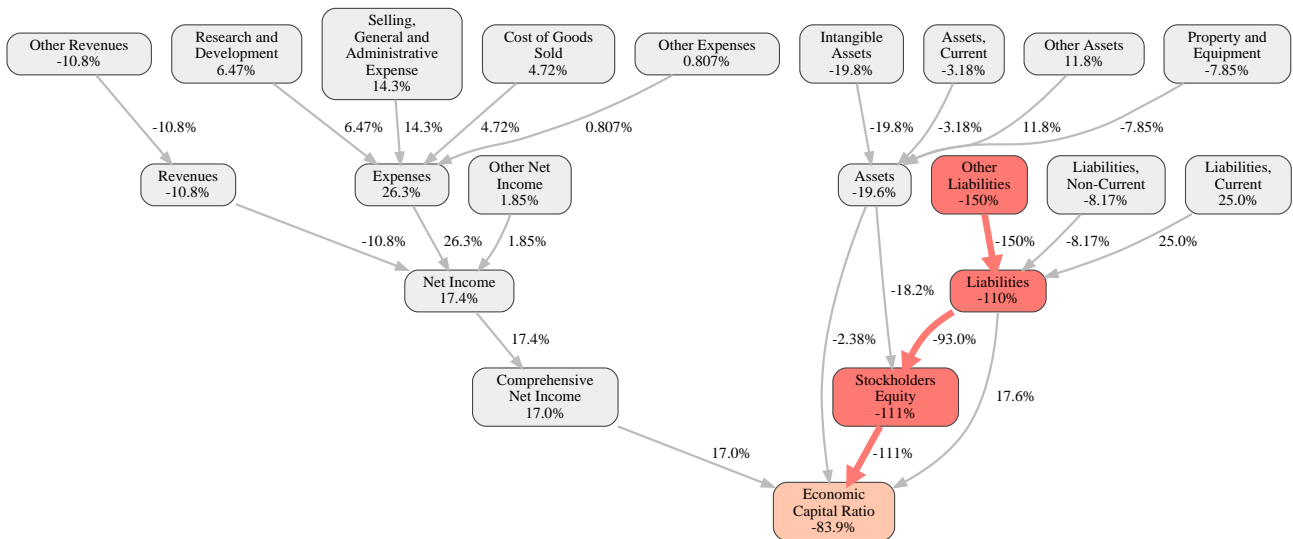 Other Revenues
-10.8%
Research and
Development
6.47%
Selling,
General and
Administrative
Expense
14.3%
Cost of Goods
Sold
4.72%
Other Expenses
0.807%
Intangible
Assets
-19.8%
Assets,
Current
-3.18%
Other Assets
11.8%
Property and
Equipment
-7.85%
-10.8%
6.47%
14.3%
4.72%
0.807%
-19.8%
-3.18%
11.8%
-7.85%
Revenues
-10.8%
Expenses
26.3%
Other Net
Income
1.85%
Assets
-19.6%
Other
Liabilities
-150%
Liabilities,
Non-Current
-8.17%
Liabilities,
Current
25.0%
-10.8%
26.3%
1.85%
-150%
-8.17%
25.0%
Net Income
17.4%
-18.2%
Liabilities
-110%
17.4%
-2.38%
-93.0%
Comprehensive
Net Income
17.0%
Stockholders
Equity
-111%
17.6%
17.0%
-111%
Economic
Capital Ratio
-83.9%